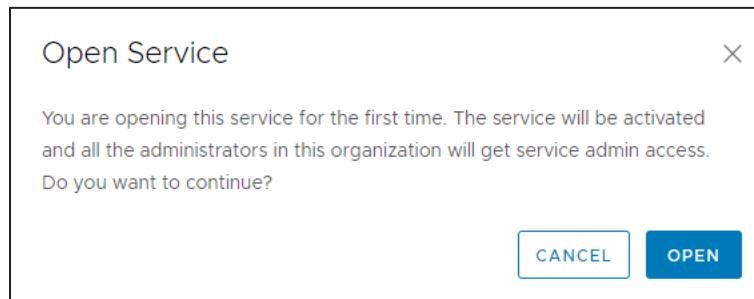 Open Service
You are opening this service for the first time. The service will be activated
and all the administrators in this organization will get service admin access.
Do you want to continue?
CANCEL
OPEN